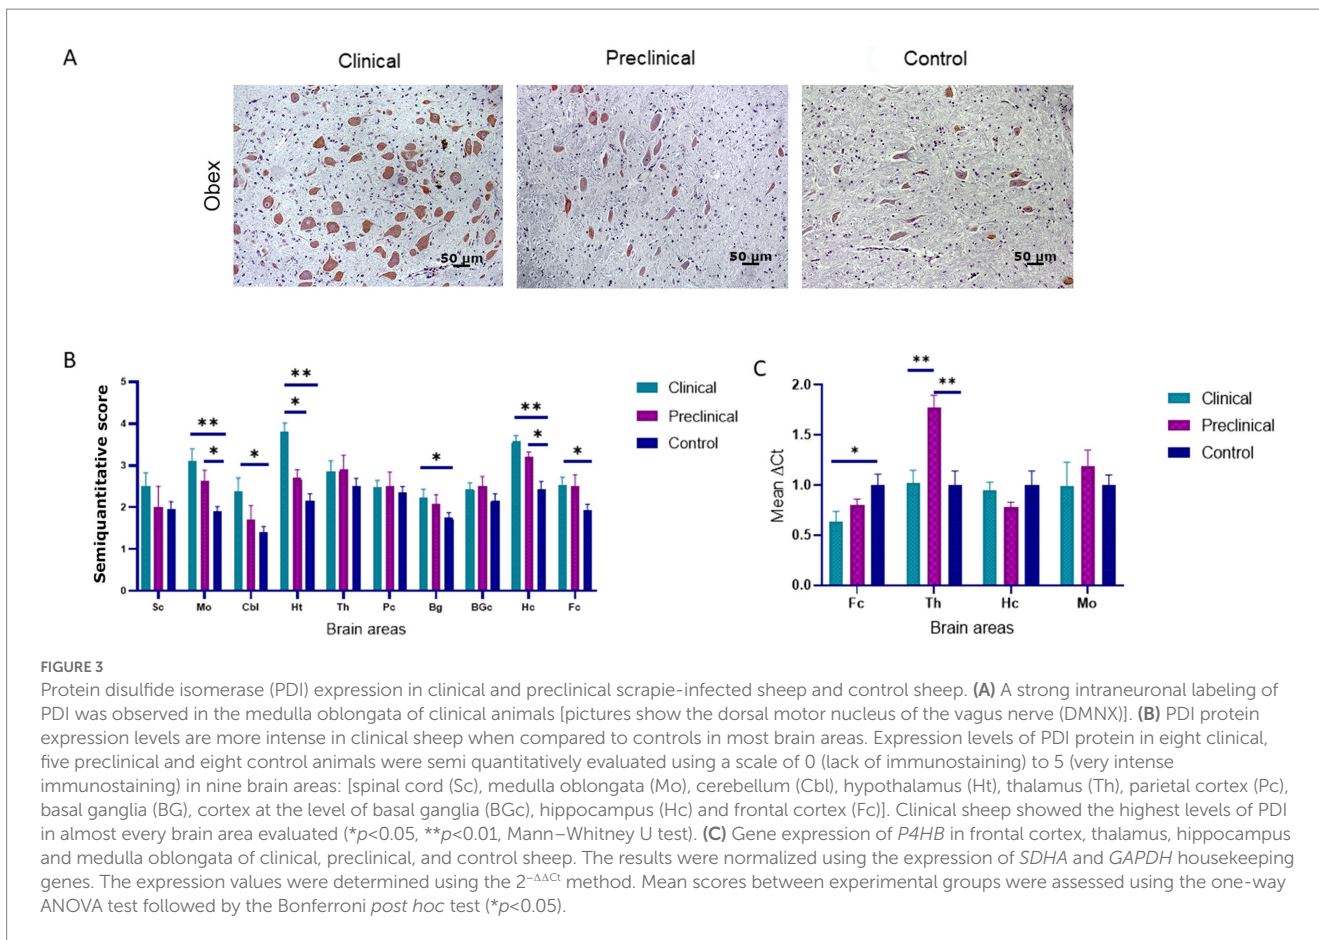 A
Clinical
Preclinical
Control
Obex
50 µm
50 µm
50 µm
B
Semiquantitative score
5
4
3
2
1
0
** * * ** * * ** * *
Sc Mo Cbl Ht Th Pc Bg BGc Hc Fc
Brain areas
Clinical
Preclinical
Control
C
Mean ΔCt
2.0
1.5
1.0
0.5
0.0
* ** **
Fc Th Hc Mo
Brain areas
Clinical
Preclinical
Control
FIGURE 3
Protein disulfide isomerase (PDI) expression in clinical and preclinical scrapie-infected sheep and control sheep. (A) A strong intraneuronal labeling of
PDI was observed in the medulla oblongata of clinical animals [pictures show the dorsal motor nucleus of the vagus nerve (DMNX)]. (B) PDI protein
expression levels are more intense in clinical sheep when compared to controls in most brain areas. Expression levels of PDI protein in eight clinical,
five preclinical and eight control animals were semi quantitatively evaluated using a scale of 0 (lack of immunostaining) to 5 (very intense
immunostaining) in nine brain areas: [spinal cord (Sc), medulla oblongata (Mo), cerebellum (Cbl), hypothalamus (Ht), thalamus (Th), parietal cortex (Pc),
basal ganglia (BG), cortex at the level of basal ganglia (BGc), hippocampus (Hc) and frontal cortex (Fc)]. Clinical sheep showed the highest levels of PDI
in almost every brain area evaluated (*p<0.05, **p<0.01, Mann–Whitney U test). (C) Gene expression of P4HB in frontal cortex, thalamus, hippocampus
and medulla oblongata of clinical, preclinical, and control sheep. The results were normalized using the expression of SDHA and GAPDH housekeeping
genes. The expression values were determined using the 2−ΔΔCt method. Mean scores between experimental groups were assessed using the one-way
ANOVA test followed by the Bonferroni post hoc test (*p<0.05).